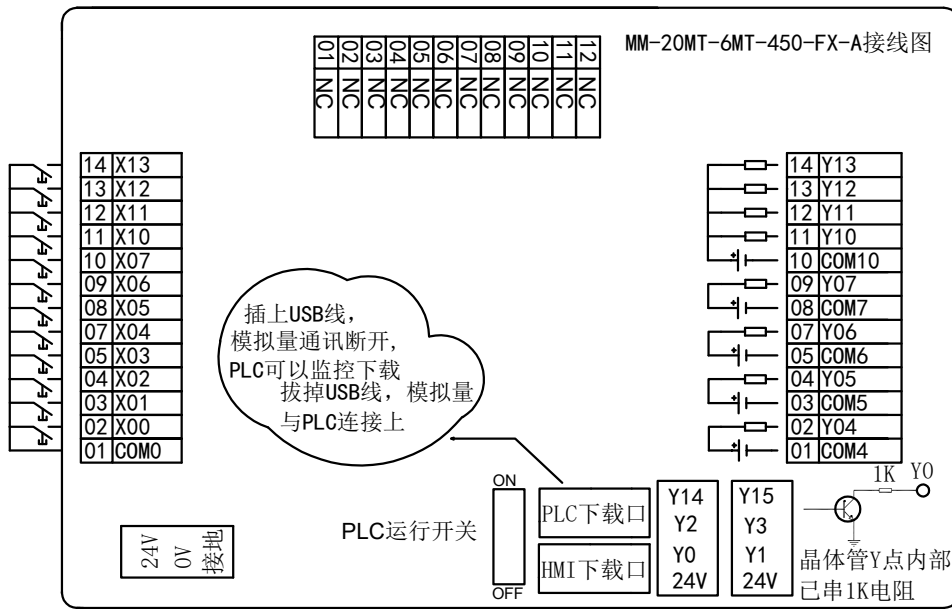 MM-20MT-6MT-450-FX-A接线图
01 NC
02 NC
03 NC
04 NC
05 NC
06 NC
07 NC
08 NC
09 NC
10 NC
11 NC
12 NC
14 X13
13 X12
12 X11
11 X10
10 X07
09 X06
08 X05
07 X04
05 X03
04 X02
03 X01
02 X00
01 COM0
14 Y13
13 Y12
12 Y11
11 Y10
10 COM10
09 Y07
08 COM7
07 Y06
05 COM6
04 Y05
03 COM5
02 Y04
01 COM4
插上USB线，
模拟量通讯断开，
PLC可以监控下载
拔掉USB线，模拟量
与PLC连接上
24V
0V
接地
PLC运行开关
ON
OFF
PLC下载口
HMI下载口
Y14
Y2
Y0
24V
Y15
Y3
Y1
24V
1K Y0
晶体管Y点内部
已串1K电阻